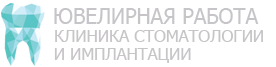 ЮВЕЛИРНАЯ РАБОТА
КЛИНИКА СТОМАТОЛОГИИ
И ИМПЛАНТАЦИИ